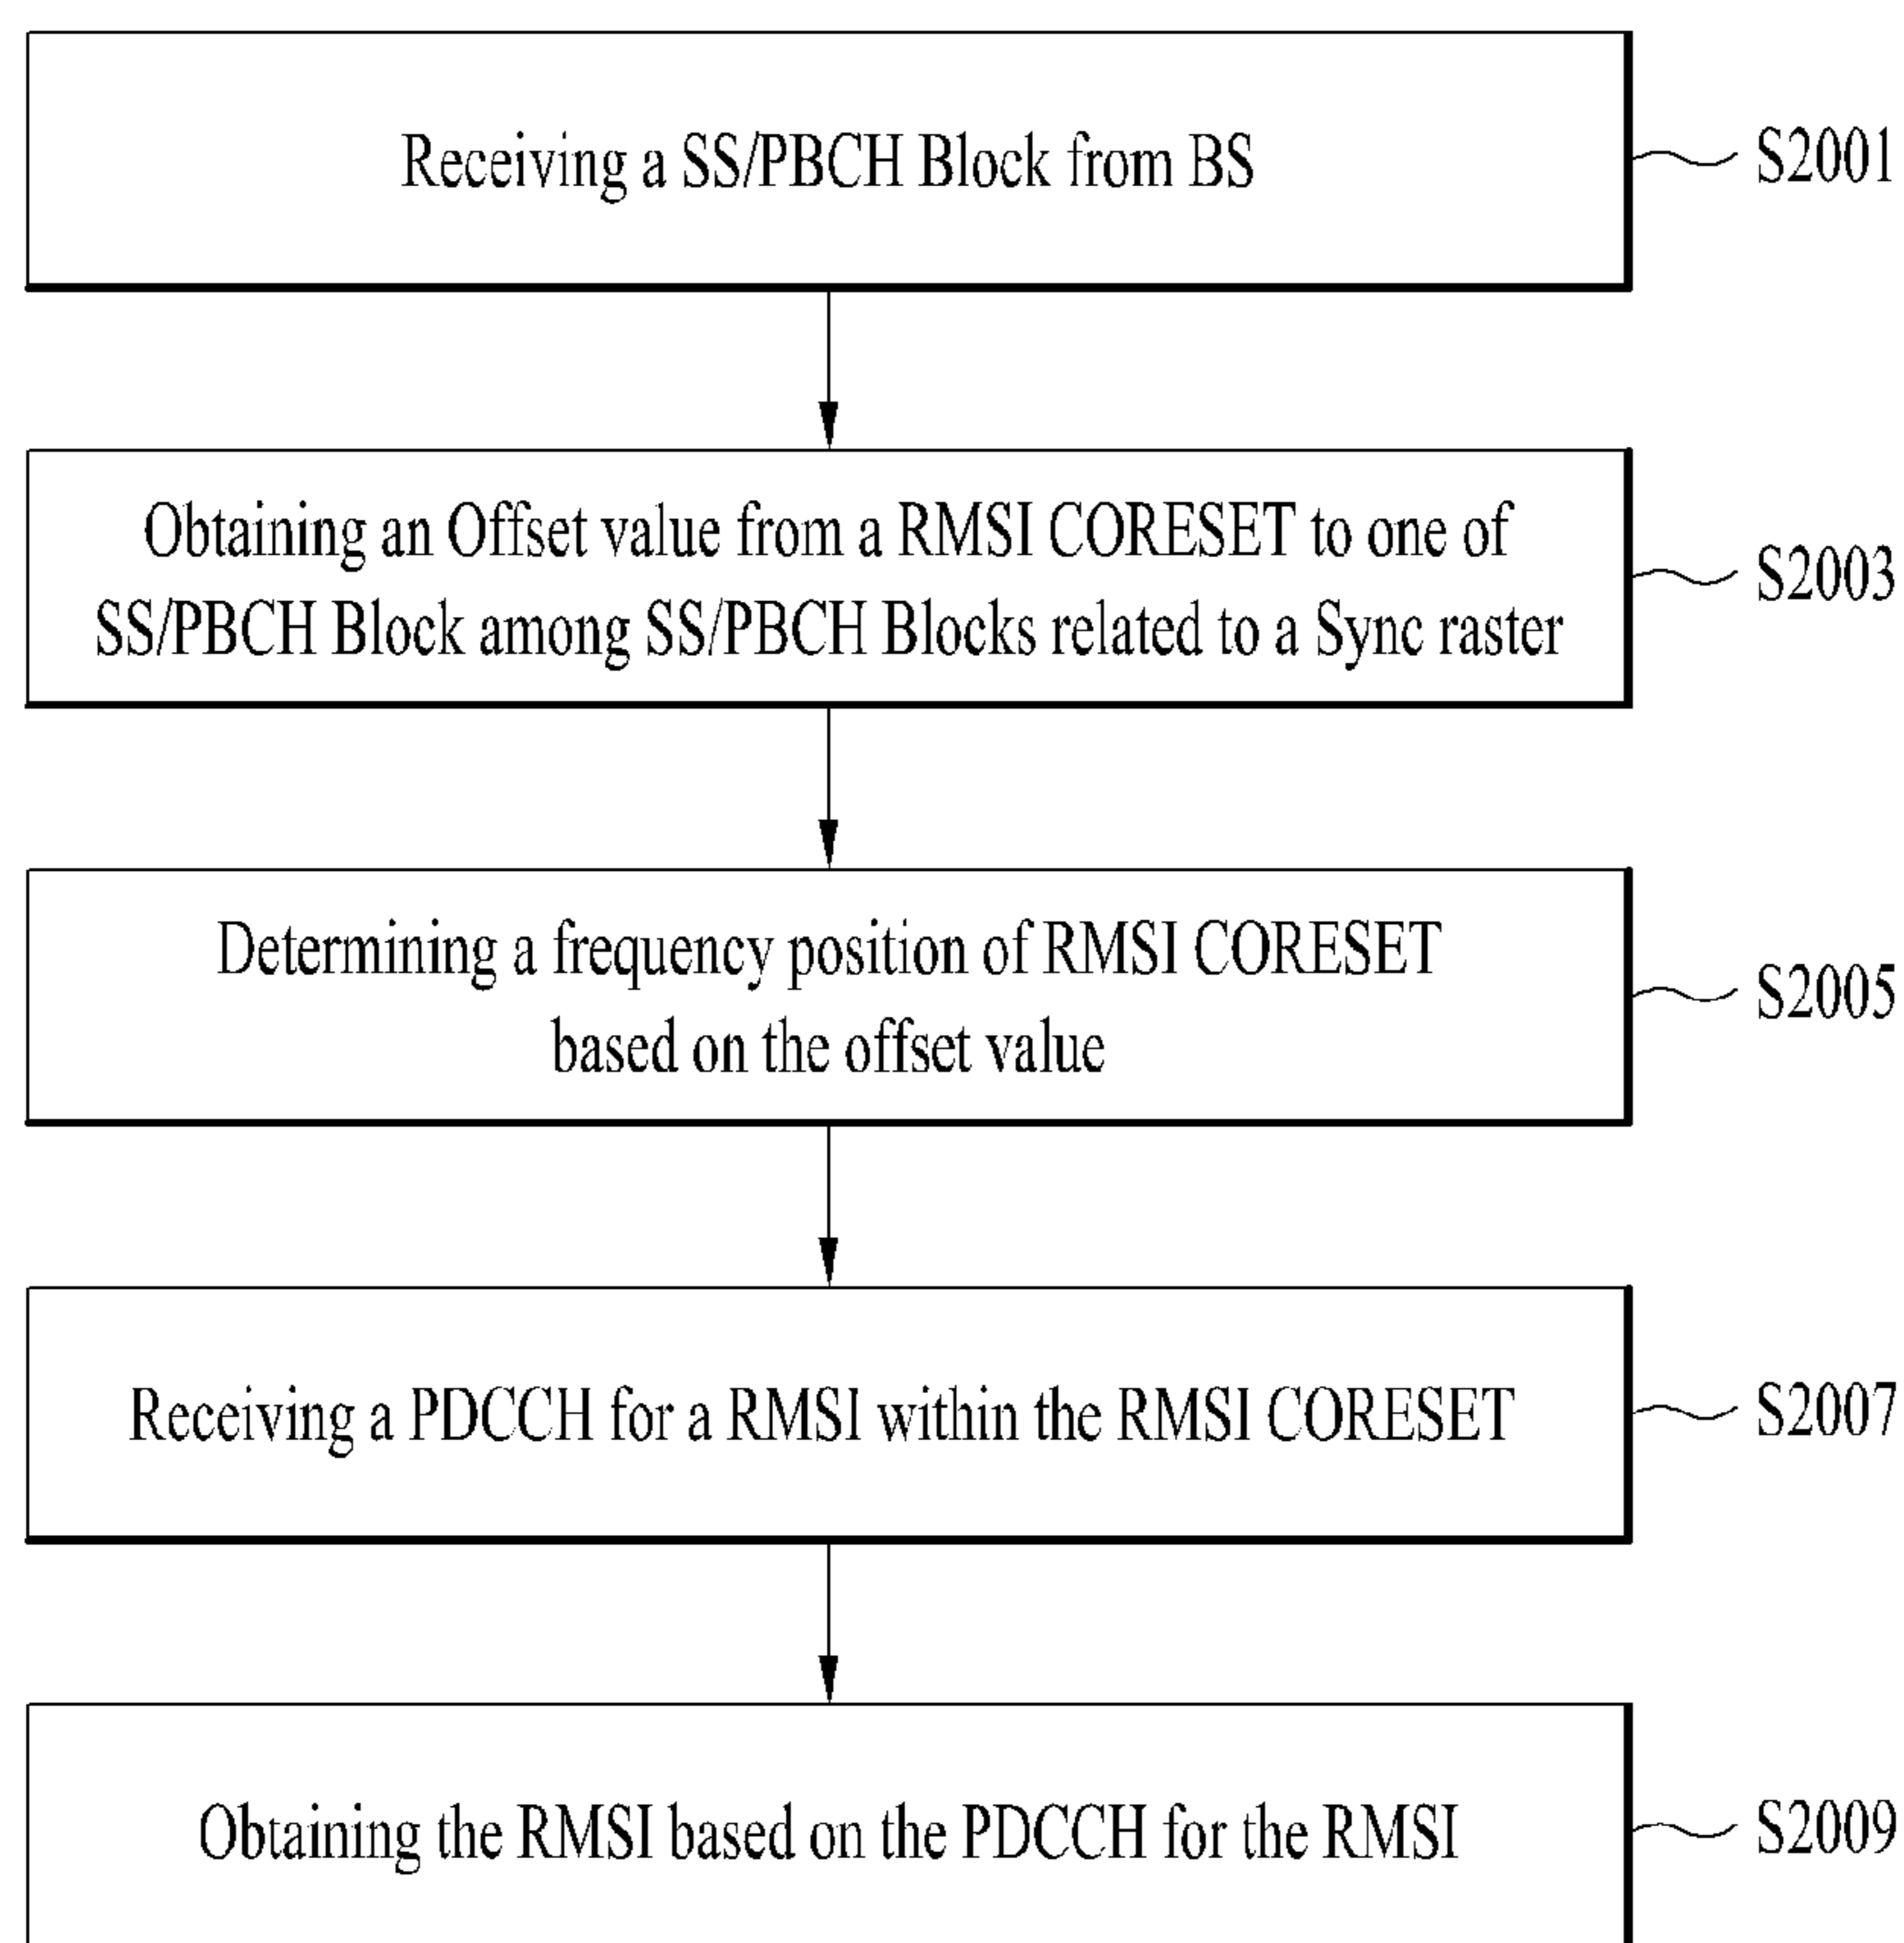 Receiving a SS/PBCH Block from BS
S2001
Obtaining an Offset value from a RMSI CORESET to one of
SS/PBCH Block among SS/PBCH Blocks related to a Sync raster
S2003
Determining a frequency position of RMSI CORESET
based on the offset value
S2005
Receiving a PDCCH for a RMSI within the RMSI CORESET
S2007
Obtaining the RMSI based on the PDCCH for the RMSI
S2009